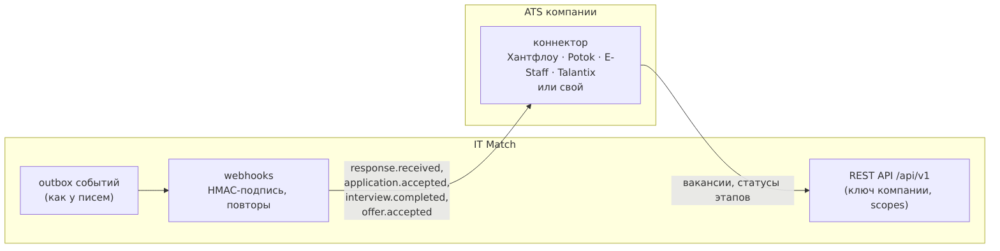 ATS компании
коннектор
Хантфлоу · Potok · E-
Staff · Talantix
или свой
IT Match
outbox событий
(как у писем)
webhooks
HMAC-подпись,
повторы
response.received,
application.accepted,
interview.completed,
offer.accepted
вакансии, статусы
этапов
REST API /api/v1
(ключ компании,
scopes)